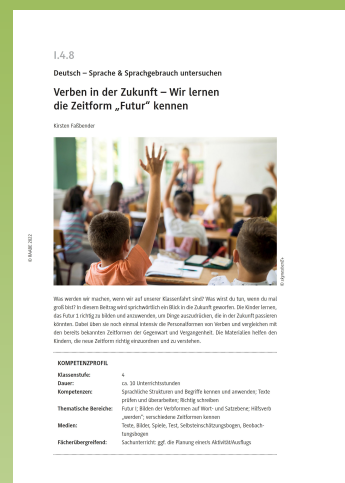 I.4.8
Deutsch – Sprache & Sprachgebrauch untersuchen
Verben in der Zukunft – Wir lernen
die Zeitform „Futur“ kennen
Kirsten Faßbender
© RAABE 2022
Was werden wir machen, wenn wir auf unserer Klassenfahrt sind? Was wirst du tun, wenn du mal
groß bist? In diesem Beitrag wird sprichwörtlich ein Blick in die Zukunft geworfen. Die Kinder lernen,
das Futur 1 richtig zu bilden und anzuwenden, um Dinge auszudrücken, die in der Zukunft passieren
könnten. Dabei üben sie noch einmal intensiv die Personalformen von Verben und vergleichen mit
den bereits bekannten Zeitformen der Gegenwart und Vergangenheit. Die Materialien helfen den
Kindern, die neue Zeitform richtig einzuordnen und zu verstehen.
KOMPETENZPROFIL
Klassenstufe: 4
Dauer: ca. 10 Unterrichtsstunden
Kompetenzen: Sprachliche Strukturen und Begriffe kennen und anwenden; Texte
prüfen und überarbeiten; Richtig schreiben
Thematische Bereiche: Futur I; Bilden der Verbformen auf Wort- und Satzebene; Hilfsverb
„werden“; verschiedene Zeitformen kennen
Medien: Texte, Bilder, Spiele, Test, Selbsteinschätzungsbogen, Beobach-
tungsbogen
Fächerübergreifend: Sachunterricht: ggf. die Planung einer/s Aktivität/Ausflugs